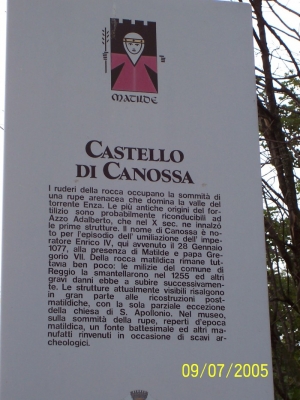 MATILDE
CASTELLO
DI CANOSSA
I ruderi della rocca occupano la sommità di
una rupe arenacea che domina la valle del
torrente Enza. Le più antiche origini del for-
tilizio sono probabilmente riconducibili ad
Azzo Adalberto, che nel X sec. ne innalzò
le prime strutture. Il nome di Canossa è no-
to per l'episodio dell'umiliazione dell'impe-
ratore Enrico IV, qui avvenuto il 28 Gennaio
1077, alla presenza di Matilde e papa Gre-
gorio VII. Della rocca matildica rimane tut-
tavia ben poco: le milizie del comune di
Reggio la smantellarono nel 1255 ed altri
gravi danni ebbe a subire successivamen-
te. Le strutture attualmente visibili risalgono
in gran parte alle ricostruzioni post-
matildiche, con la sola parziale eccezione
della chiesa di S. Apollonio. Nel museo,
sulla sommità della rupe, reperti d'epoca
matildica, un fonte battesimale ed altri ma-
nufatti rinvenuti in occasione di scavi ar-
cheologici.
09/07/2005